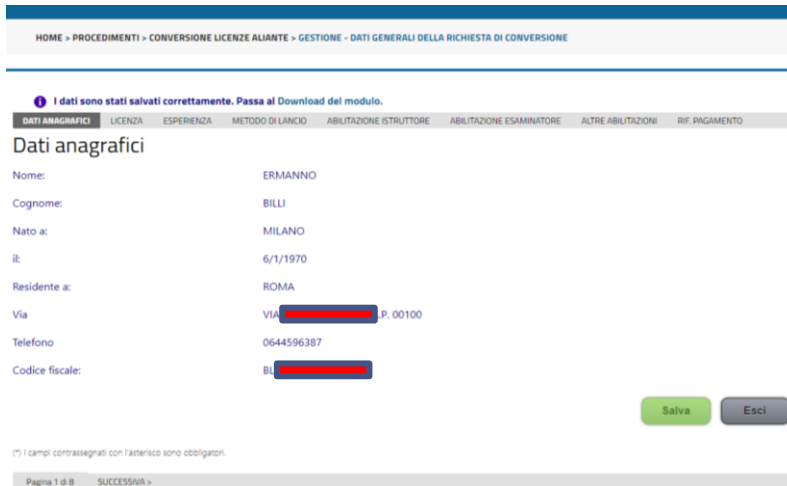 HOME > PROCEDIMENTI > CONVERSIONE LICENZE ALIANTE > GESTIONE - DATI GENERALI DELLA RICHIESTA DI CONVERSIONE
I dati sono stati salvati correttamente. Passa al Download del modulo.
DATI ANAGRAFICI LICENZA ESPERIENZA METODO DI LANCIO ABILITAZIONE ISTRUTTORE ABILITAZIONE ESAMINATORE ALTRE ABILITAZIONI RIF. PAGAMENTO
Dati anagrafici
Nome: ERMANNO
Cognome: BILLI
Nato a: MILANO
il: 6/1/1970
Residente a: ROMA
Via VIA .P. 00100
Telefono 0644596387
Codice fiscale: BL
Salva Esci
(*) I campi contrassegnati con l'asterisco sono obbligatori.
Pagina 1 di 8 SUCCESSIVA >